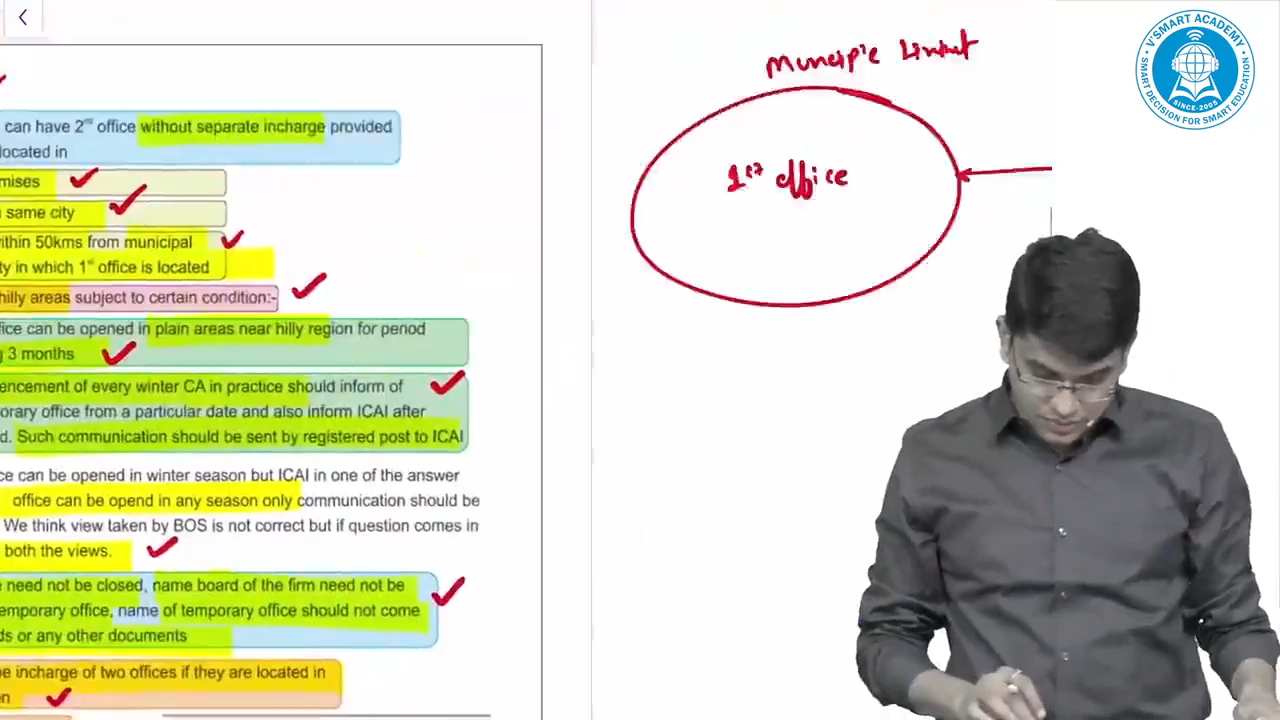 can have 2nd office without separate incharge provided
located in
mises
same city
within 50kms from municipal
ty in which 1st office is located
hilly areas subject to certain condition:-
fice can be opened in plain areas near hilly region for period
g 3 months
encement of every winter CA in practice should inform of
orary office from a particular date and also inform ICAI after
d. Such communication should be sent by registered post to ICAI
ce can be opened in winter season but ICAI in one of the answer
office can be opend in any season only communication should be
We think view taken by BOS is not correct but if question comes in
both the views.
e need not be closed, name board of the firm need not be
emporary office, name of temporary office should not come
ds or any other documents
be incharge of two offices if they are located in
on
Muncip'e Limit
1st office
V'SMART ACADEMY
SINCE-2005
SMART DECISION FOR SMART EDUCATION